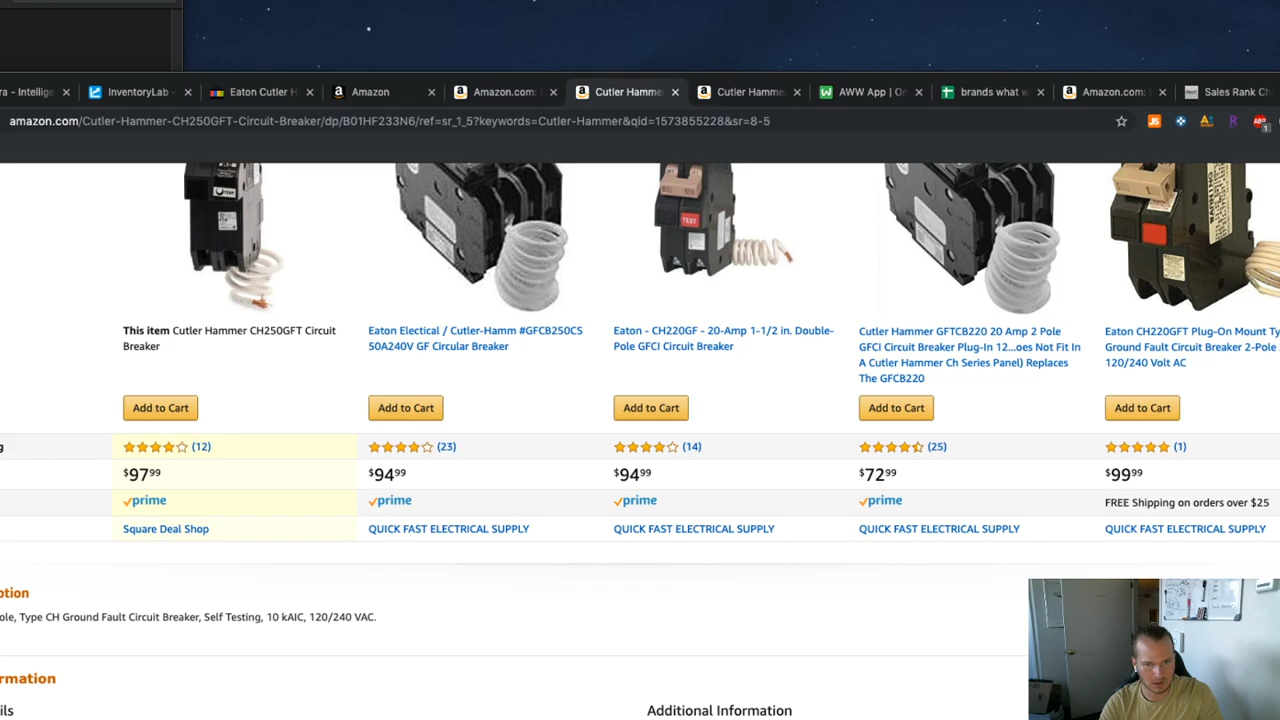 ra - Intellige
InventoryLab -
Eaton Cutler H
Amazon
Amazon.com:
Cutler Hamme
Cutler Hamme
AWW App | On
brands what w
Amazon.com:
Sales Rank Ch
amazon.com/Cutler-Hammer-CH250GFT-Circuit-Breaker/dp/B01HF233N6/ref=sr_1_5?keywords=Cutler-Hammer&qid=1573855228&sr=8-5
This item Cutler Hammer CH250GFT Circuit
Breaker
Eaton Electical / Cutler-Hamm #GFCB250CS
50A240V GF Circular Breaker
Eaton - CH220GF - 20-Amp 1-1/2 in. Double-
Pole GFCI Circuit Breaker
Cutler Hammer GFTCB220 20 Amp 2 Pole
GFCI Circuit Breaker Plug-In 12...oes Not Fit In
A Cutler Hammer Ch Series Panel) Replaces
The GFCB220
Eaton CH220GFT Plug-On Mount Ty
Ground Fault Circuit Breaker 2-Pole
120/240 Volt AC
Add to Cart
Add to Cart
Add to Cart
Add to Cart
Add to Cart
g
(12)
(23)
(14)
(25)
(1)
$97.99
$94.99
$94.99
$72.99
$99.99
prime
prime
prime
prime
FREE Shipping on orders over $25
Square Deal Shop
QUICK FAST ELECTRICAL SUPPLY
QUICK FAST ELECTRICAL SUPPLY
QUICK FAST ELECTRICAL SUPPLY
QUICK FAST ELECTRICAL SUPPLY
ption
ole, Type CH Ground Fault Circuit Breaker, Self Testing, 10 kAIC, 120/240 VAC.
rmation
ils
Additional Information